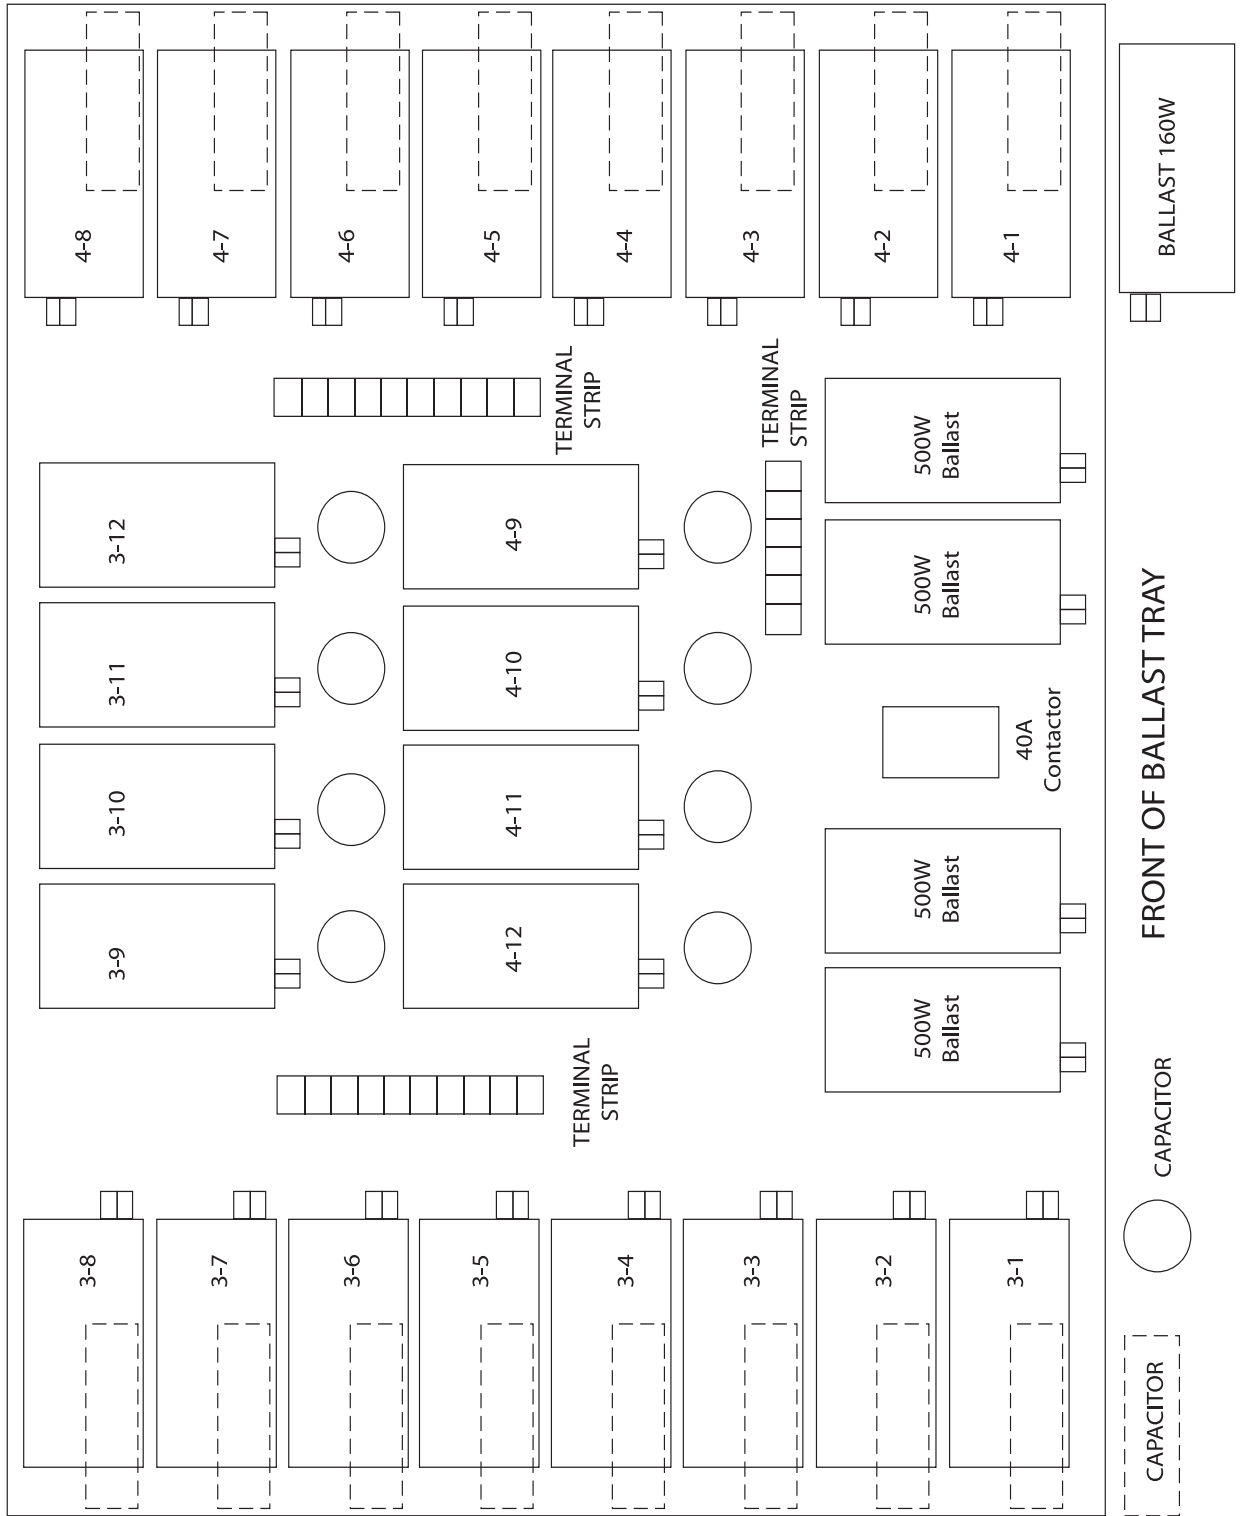 4-8
4-7
4-6
4-5
4-4
4-3
4-2
4-1
BALLAST 160W
TERMINAL
STRIP
TERMINAL
STRIP
3-12
4-9
500W
Ballast
3-11
4-10
500W
Ballast
3-10
4-11
40A
Contactor
3-9
4-12
500W
Ballast
500W
Ballast
FRONT OF BALLAST TRAY
TERMINAL
STRIP
3-8
3-7
3-6
3-5
3-4
3-3
3-2
3-1
CAPACITOR
CAPACITOR